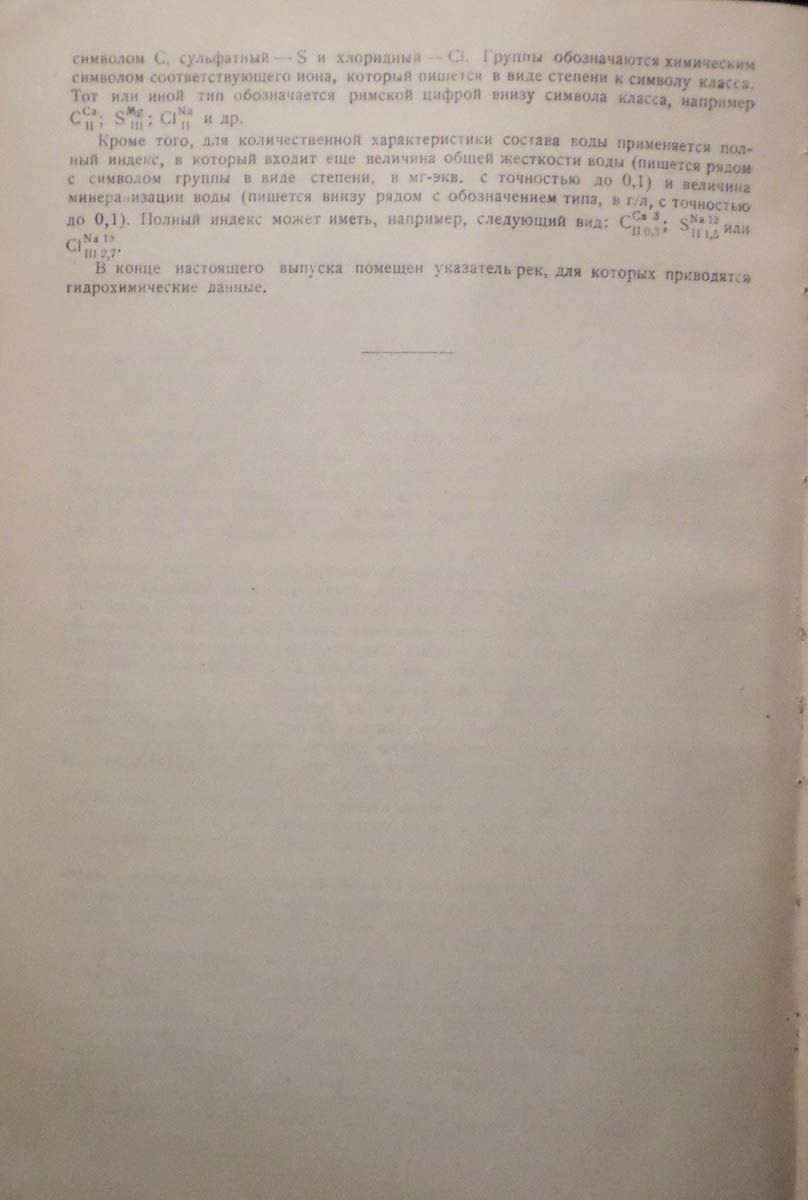 символом С, сульфатный — S и хлоридный — Cl. Группы обозначаются химическим
символом соответствующего иона, который пишется в виде степени к символу класса.
Тот или иной тип обозначается римской цифрой внизу символа класса, например
C^Ca_II; S^Mg_III; Cl^Na_II и др.
Кроме того, для количественной характеристики состава воды применяется пол-
ный индекс, в который входит еще величина общей жесткости воды (пишется рядом
с символом группы в виде степени, в мг-экв. с точностью до 0,1) и величина
минерализации воды (пишется внизу рядом с обозначением типа, в г/л, с точностью
до 0,1). Полный индекс может иметь, например, следующий вид: C^Ca 3_II 0,3; S^Na 12_II 1,5 или
Cl^Na 15_III 2,7.
В конце настоящего выпуска помещен указатель рек, для которых приводятся
гидрохимические данные.